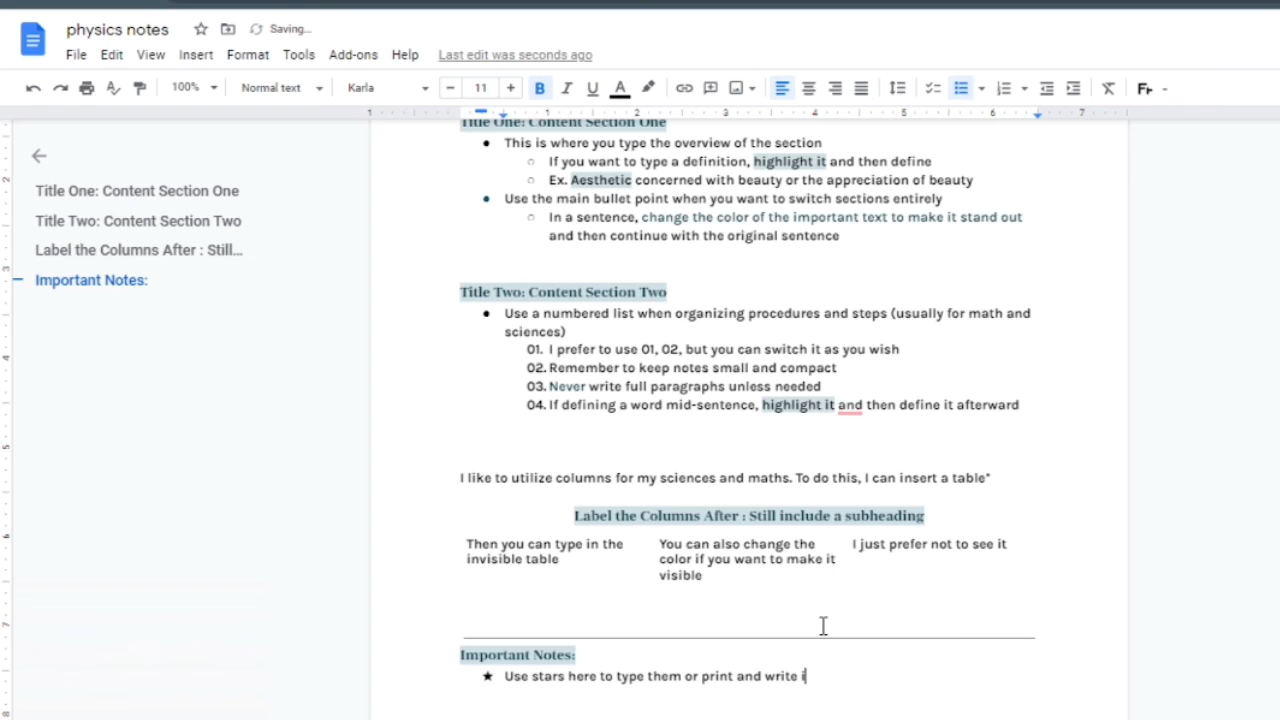 physics notes
Saving...
File Edit View Insert Format Tools Add-ons Help Last edit was seconds ago
100% Normal text Karla 11 B I U A
1 1 2 3 4 5 6 7
Title One: Content Section One
Title Two: Content Section Two
Label the Columns After : Still...
Important Notes:
Title One: Content Section One
This is where you type the overview of the section
If you want to type a definition, highlight it and then define
Ex. Aesthetic concerned with beauty or the appreciation of beauty
Use the main bullet point when you want to switch sections entirely
In a sentence, change the color of the important text to make it stand out
and then continue with the original sentence
Title Two: Content Section Two
Use a numbered list when organizing procedures and steps (usually for math and
sciences)
01. I prefer to use 01, 02, but you can switch it as you wish
02. Remember to keep notes small and compact
03. Never write full paragraphs unless needed
04. If defining a word mid-sentence, highlight it and then define it afterward
I like to utilize columns for my sciences and maths. To do this, I can insert a table*
Label the Columns After : Still include a subheading
Then you can type in the
invisible table
You can also change the
color if you want to make it
visible
I just prefer not to see it
Important Notes:
★ Use stars here to type them or print and write i